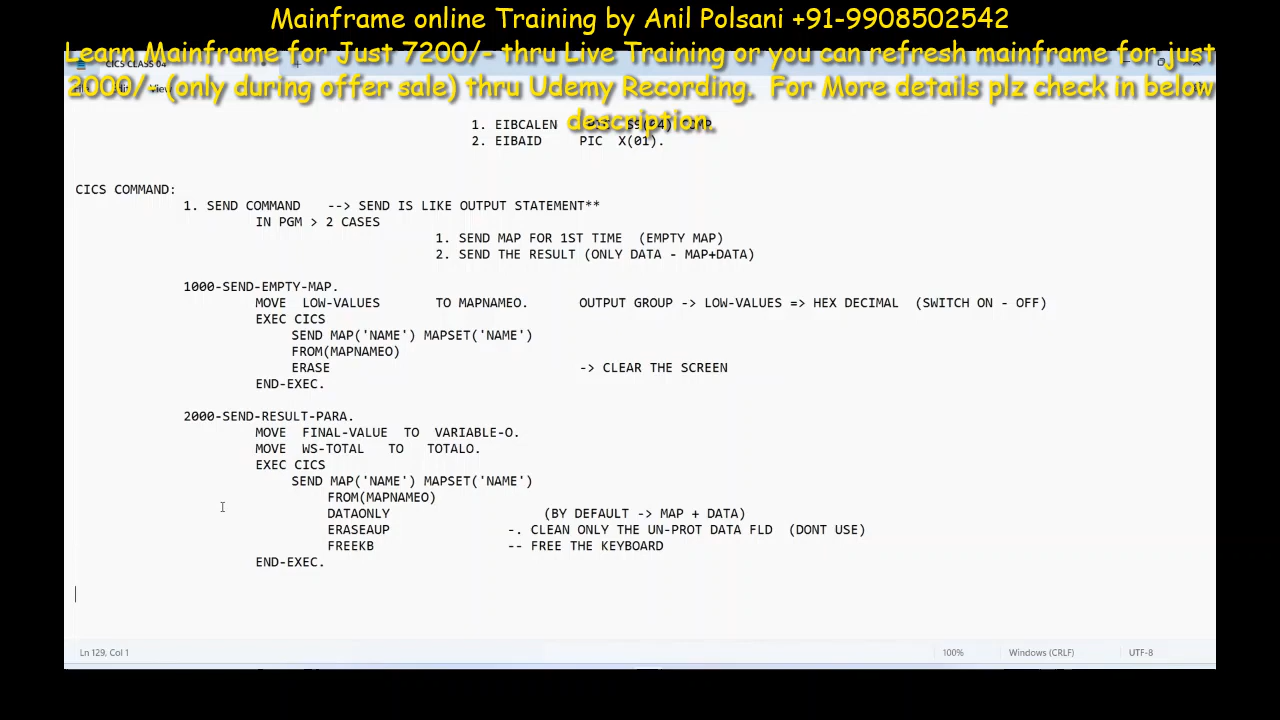 Mainframe online Training by Anil Polsani +91-9908502542
Learn Mainframe for Just 7200/- thru Live Training or you can refresh mainframe for just
2000/- (only during offer sale) thru Udemy Recording. For More details plz check in below
description.
CICS CLASS 04
View
1. EIBCALEN
2. EIBAID PIC X(01).
CICS COMMAND:
1. SEND COMMAND --> SEND IS LIKE OUTPUT STATEMENT**
IN PGM > 2 CASES
1. SEND MAP FOR 1ST TIME (EMPTY MAP)
2. SEND THE RESULT (ONLY DATA - MAP+DATA)
1000-SEND-EMPTY-MAP.
MOVE LOW-VALUES TO MAPNAMEO. OUTPUT GROUP -> LOW-VALUES => HEX DECIMAL (SWITCH ON - OFF)
EXEC CICS
SEND MAP('NAME') MAPSET('NAME')
FROM(MAPNAMEO)
ERASE -> CLEAR THE SCREEN
END-EXEC.
2000-SEND-RESULT-PARA.
MOVE FINAL-VALUE TO VARIABLE-O.
MOVE WS-TOTAL TO TOTALO.
EXEC CICS
SEND MAP('NAME') MAPSET('NAME')
FROM(MAPNAMEO)
DATAONLY (BY DEFAULT -> MAP + DATA)
ERASEAUP -. CLEAN ONLY THE UN-PROT DATA FLD (DONT USE)
FREEKB -- FREE THE KEYBOARD
END-EXEC.
Ln 129, Col 1 100% Windows (CRLF) UTF-8